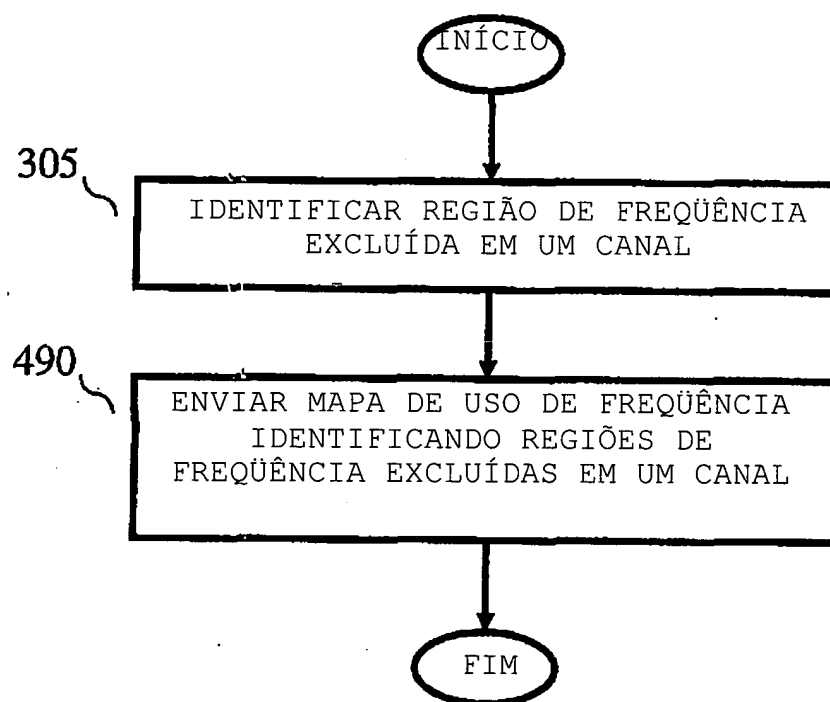 INÍCIO
305
IDENTIFICAR REGIÃO DE FREQÜÊNCIA
EXCLUÍDA EM UM CANAL
490
ENVIAR MAPA DE USO DE FREQÜÊNCIA
IDENTIFICANDO REGIÕES DE
FREQÜÊNCIA EXCLUÍDAS EM UM CANAL
FIM